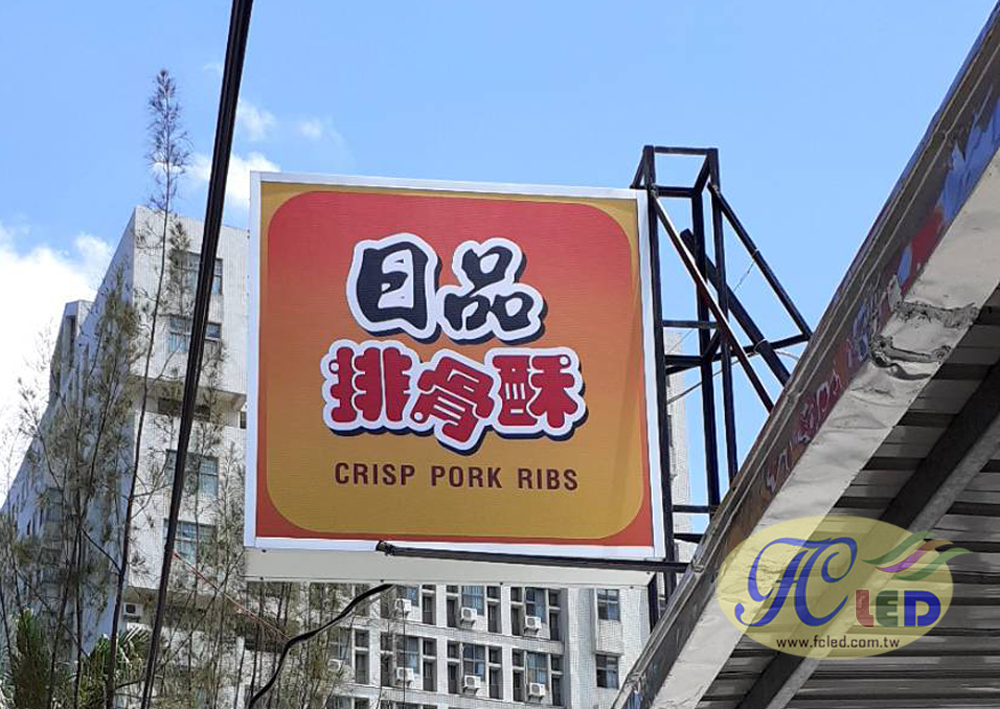 日品
排骨酥
CRISP PORK RIBS
FC LED
www.fcled.com.tw